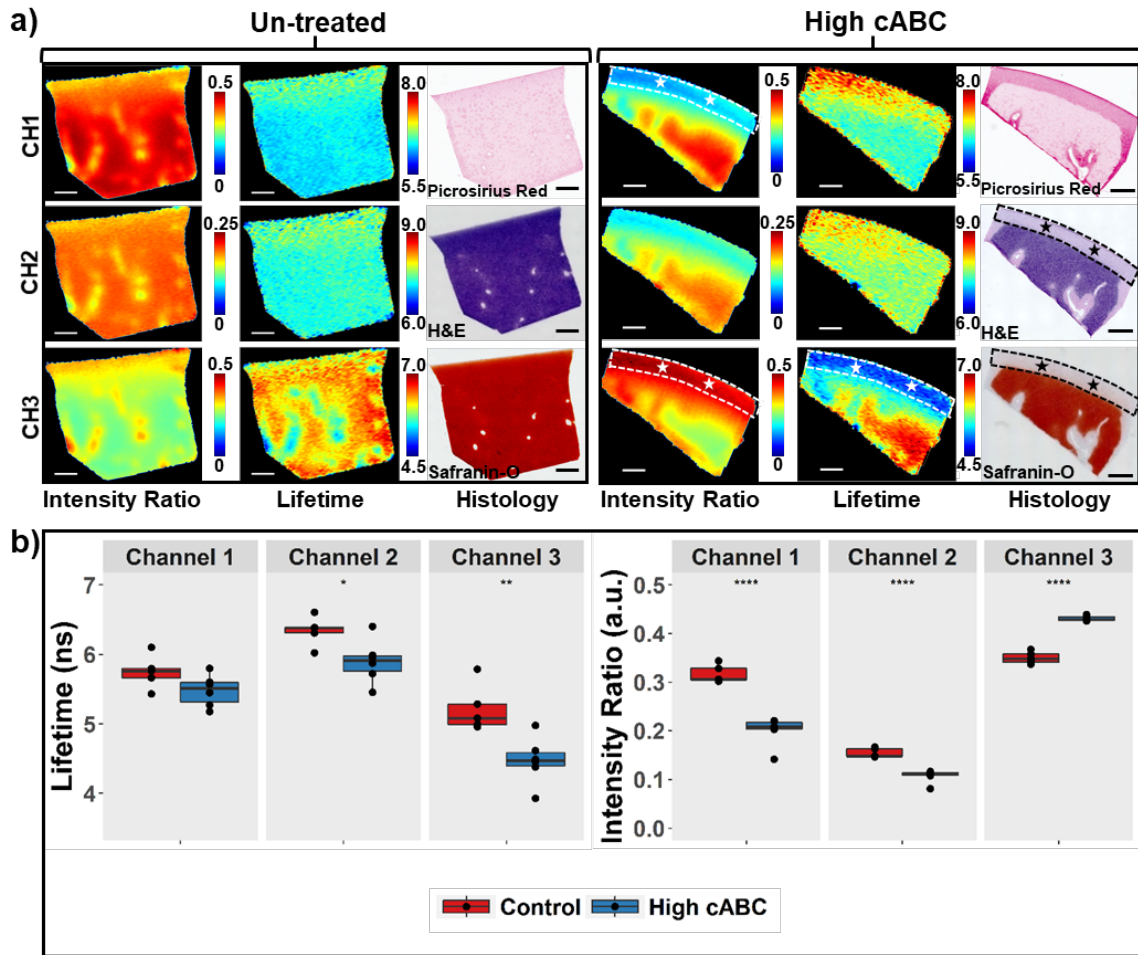 a)
Un-treated
High cABC
CH1
0.5
0
8.0
5.5
Picrosirius Red
0.5
0
8.0
5.5
Picrosirius Red
CH2
0.25
0
9.0
6.0
H&E
0.25
0
9.0
6.0
H&E
CH3
0.5
0
7.0
4.5
Safranin-O
0.5
0
7.0
4.5
Safranin-O
Intensity Ratio Lifetime Histology
Intensity Ratio Lifetime Histology
b)
Channel 1 Channel 2 Channel 3
* **
Lifetime (ns)
7
6
5
4
Channel 1 Channel 2 Channel 3
**** **** ****
Intensity Ratio (a.u.)
0.5
0.4
0.3
0.2
0.1
0.0
Control High cABC